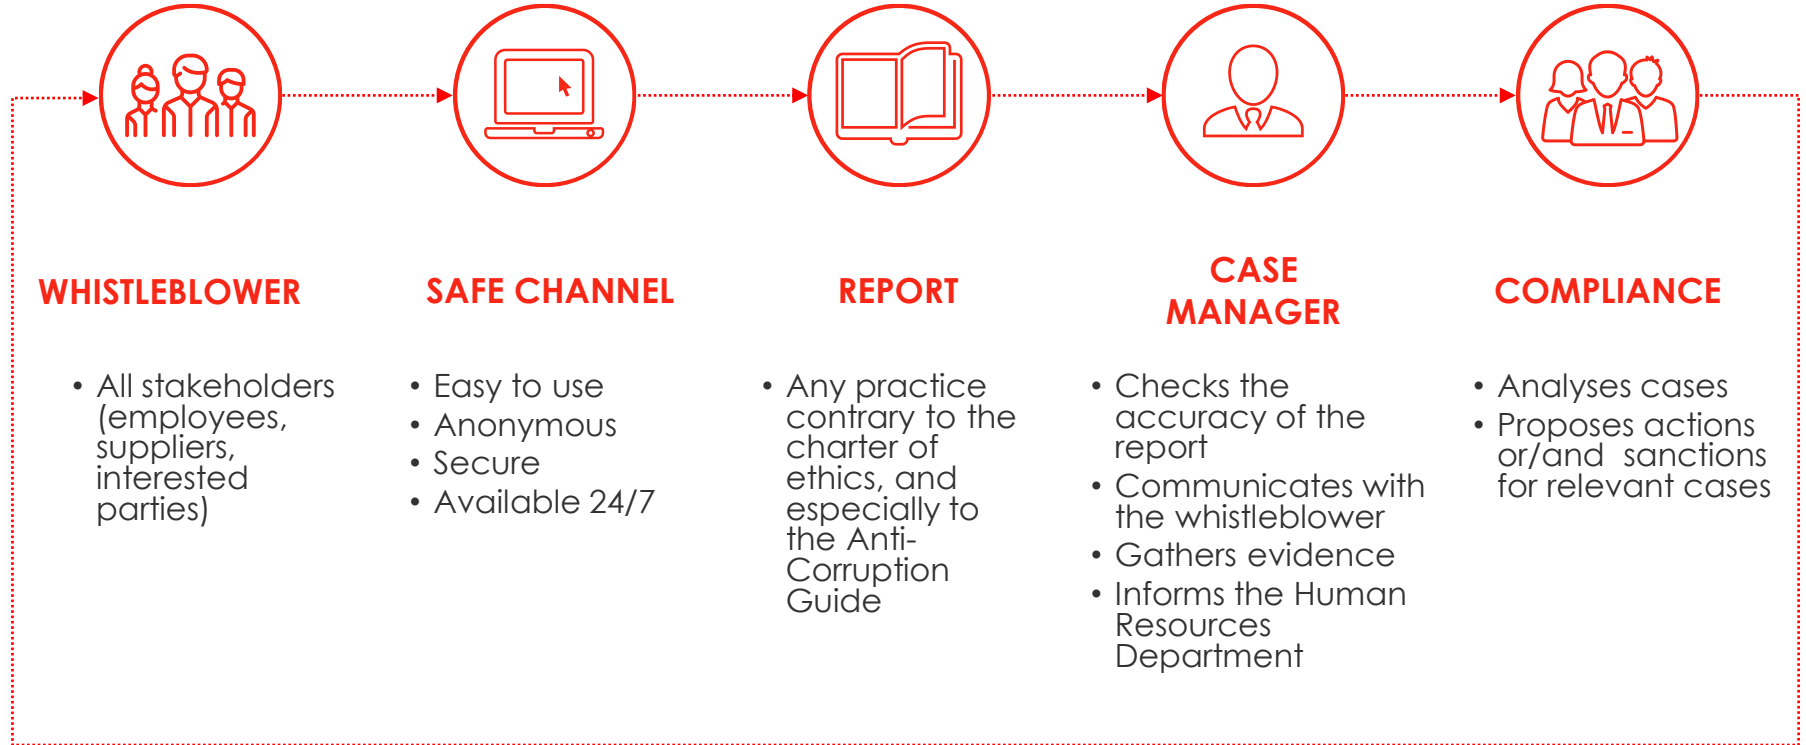 WHISTLEBLOWER
• All stakeholders
(employees,
suppliers,
interested
parties)
SAFE CHANNEL
• Easy to use
• Anonymous
• Secure
• Available 24/7
REPORT
• Any practice
contrary to the
charter of
ethics, and
especially to
the Anti-
Corruption
Guide
CASE
MANAGER
• Checks the
accuracy of the
report
• Communicates with
the whistleblower
• Gathers evidence
• Informs the Human
Resources
Department
COMPLIANCE
• Analyses cases
• Proposes actions
or/and  sanctions
for relevant cases